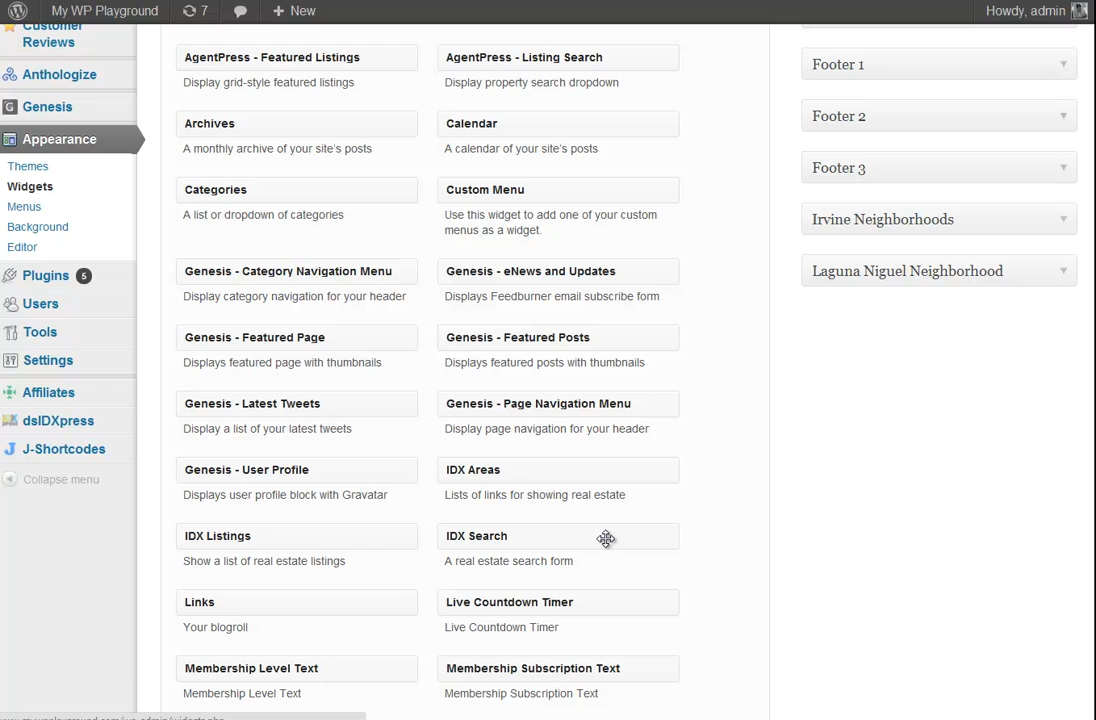 My WP Playground
7
New
Howdy, admin
Customer
Reviews
Anthologize
Genesis
Appearance
Themes
Widgets
Menus
Background
Editor
Plugins 5
Users
Tools
Settings
Affiliates
dsIDXpress
J-Shortcodes
Collapse menu
AgentPress - Featured Listings
Display grid-style featured listings
AgentPress - Listing Search
Display property search dropdown
Archives
A monthly archive of your site's posts
Calendar
A calendar of your site's posts
Categories
A list or dropdown of categories
Custom Menu
Use this widget to add one of your custom
menus as a widget.
Genesis - Category Navigation Menu
Display category navigation for your header
Genesis - eNews and Updates
Displays Feedburner email subscribe form
Genesis - Featured Page
Displays featured page with thumbnails
Genesis - Featured Posts
Displays featured posts with thumbnails
Genesis - Latest Tweets
Display a list of your latest tweets
Genesis - Page Navigation Menu
Display page navigation for your header
Genesis - User Profile
Displays user profile block with Gravatar
IDX Areas
Lists of links for showing real estate
IDX Listings
Show a list of real estate listings
IDX Search
A real estate search form
Links
Your blogroll
Live Countdown Timer
Live Countdown Timer
Membership Level Text
Membership Level Text
Membership Subscription Text
Membership Subscription Text
Footer 1
Footer 2
Footer 3
Irvine Neighborhoods
Laguna Niguel Neighborhood